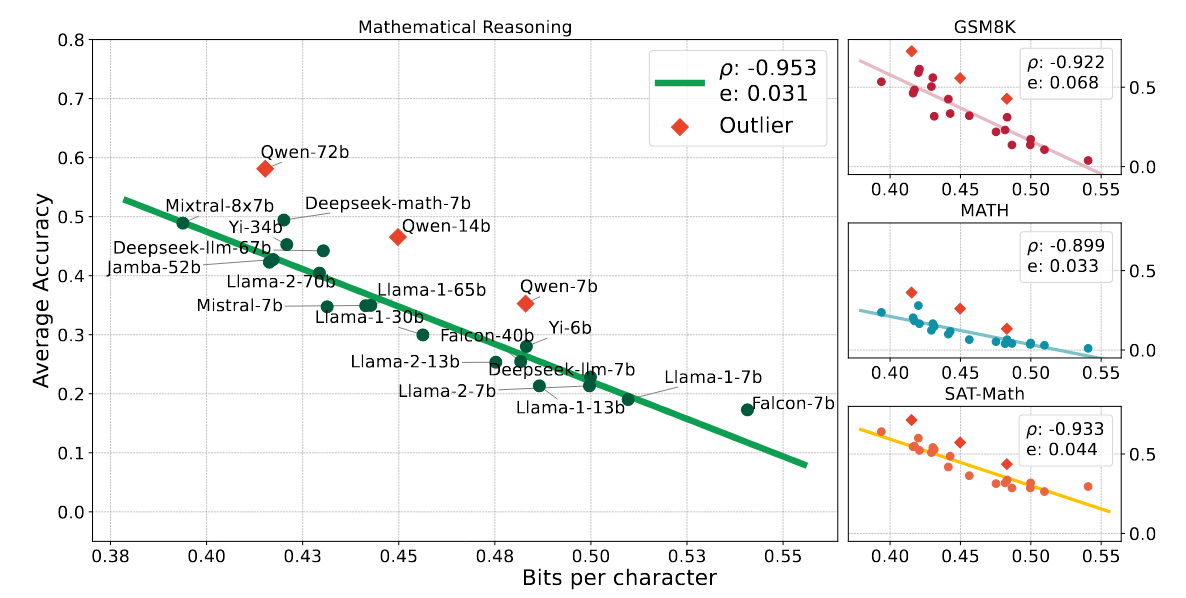 Mathematical Reasoning
0.8
0.7
0.6
0.5
0.4
0.3
0.2
0.1
0.0
Average Accuracy
ρ: -0.953
e: 0.031
Outlier
Qwen-72b
Mixtral-8x7b
Deepseek-math-7b
Yi-34b
Qwen-14b
Deepseek-llm-67b
Jamba-52b
Llama-2-70b
Llama-1-65b
Qwen-7b
Mistral-7b
Llama-1-30b
Falcon-40b
Yi-6b
Llama-2-13b
Deepseek-llm-7b
Llama-1-7b
Llama-2-7b
Llama-1-13b
Falcon-7b
0.38
0.40
0.43
0.45
0.48
0.50
0.53
0.55
Bits per character
GSM8K
ρ: -0.922
e: 0.068
0.5
0.0
0.40
0.45
0.50
0.55
MATH
ρ: -0.899
e: 0.033
0.5
0.0
0.40
0.45
0.50
0.55
SAT-Math
ρ: -0.933
e: 0.044
0.5
0.0
0.40
0.45
0.50
0.55